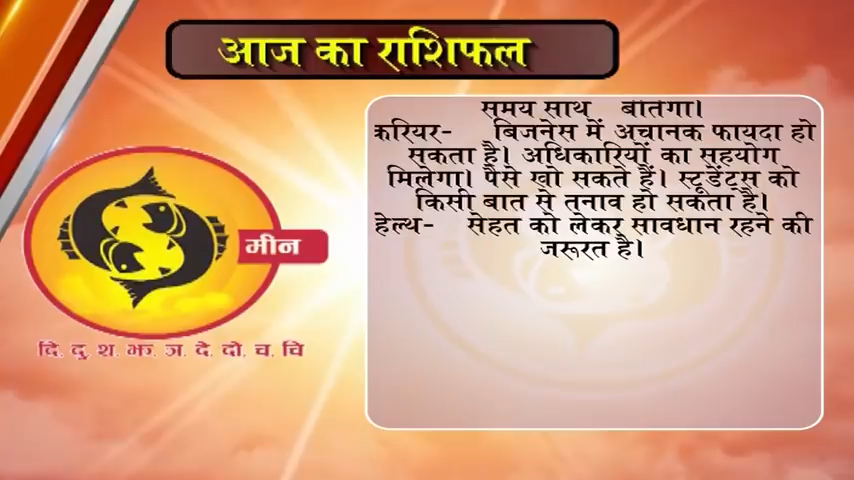 आज का राशिफल
समय साथ बीतेगा।
करियर- बिजनेस में अचानक फायदा हो
सकता है। अधिकारियों का सहयोग
मिलेगा। पैसे खो सकते हैं। स्टूडेंट्स को
किसी बात से तनाव हो सकता है।
हेल्थ- सेहत को लेकर सावधान रहने की
जरूरत है।
मीन
दि. दु. श. झ. ञ. दे. दो. च. चि